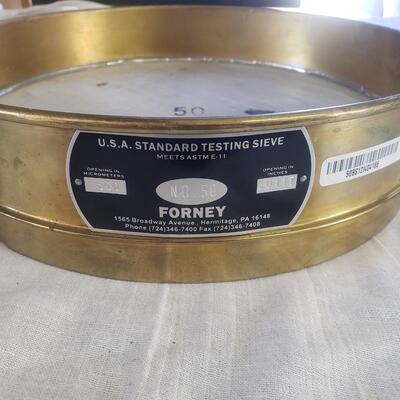 50
U.S.A. STANDARD TESTING SIEVE
MEETS ASTM E-11
OPENING IN
MICROMETERS
OPENING IN
INCHES
300
NO. 50
FORNEY
1565 Broadway Avenue, Hermitage, PA 16148
Phone (724)346-7400 Fax (724)346-7408